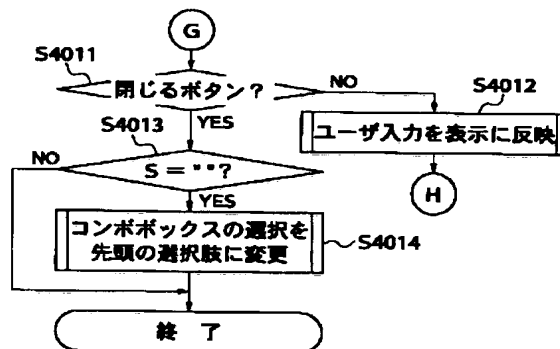 G
S4011
閉じるボタン?
NO
S4012
YES
ユーザ入力を表示に反映
S4013
NO
S = ""?
H
YES
コンボボックスの選択を
先頭の選択肢に変更
S4014
終 了